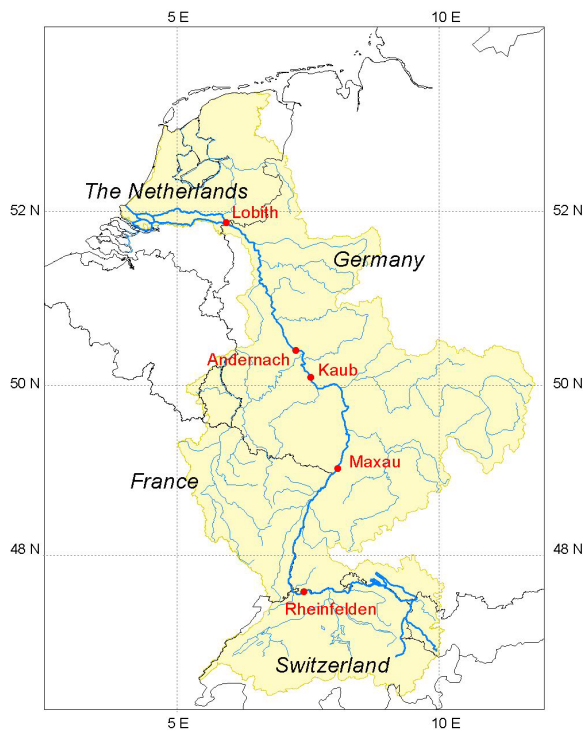 5 E
10 E
The Netherlands
52 N
Lobith
52 N
Germany
Andernach
Kaub
50 N
50 N
Maxau
France
48 N
48 N
Rheinfelden
Switzerland
5 E
10 E